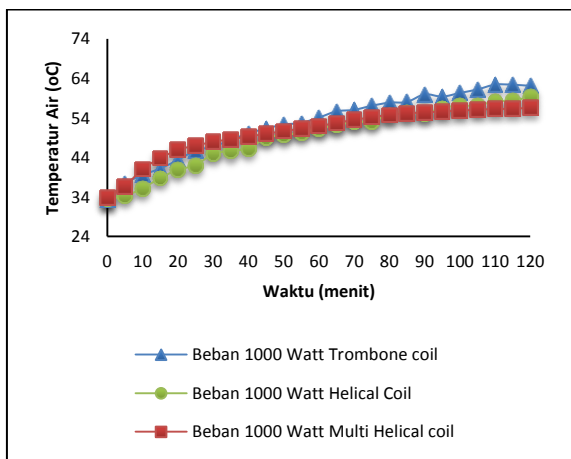 Temperatur Air (oC)
74
64
54
44
34
24
0 10 20 30 40 50 60 70 80 90 100 110 120
Waktu (menit)
Beban 1000 Watt Trombone coil
Beban 1000 Watt Helical Coil
Beban 1000 Watt Multi Helical coil